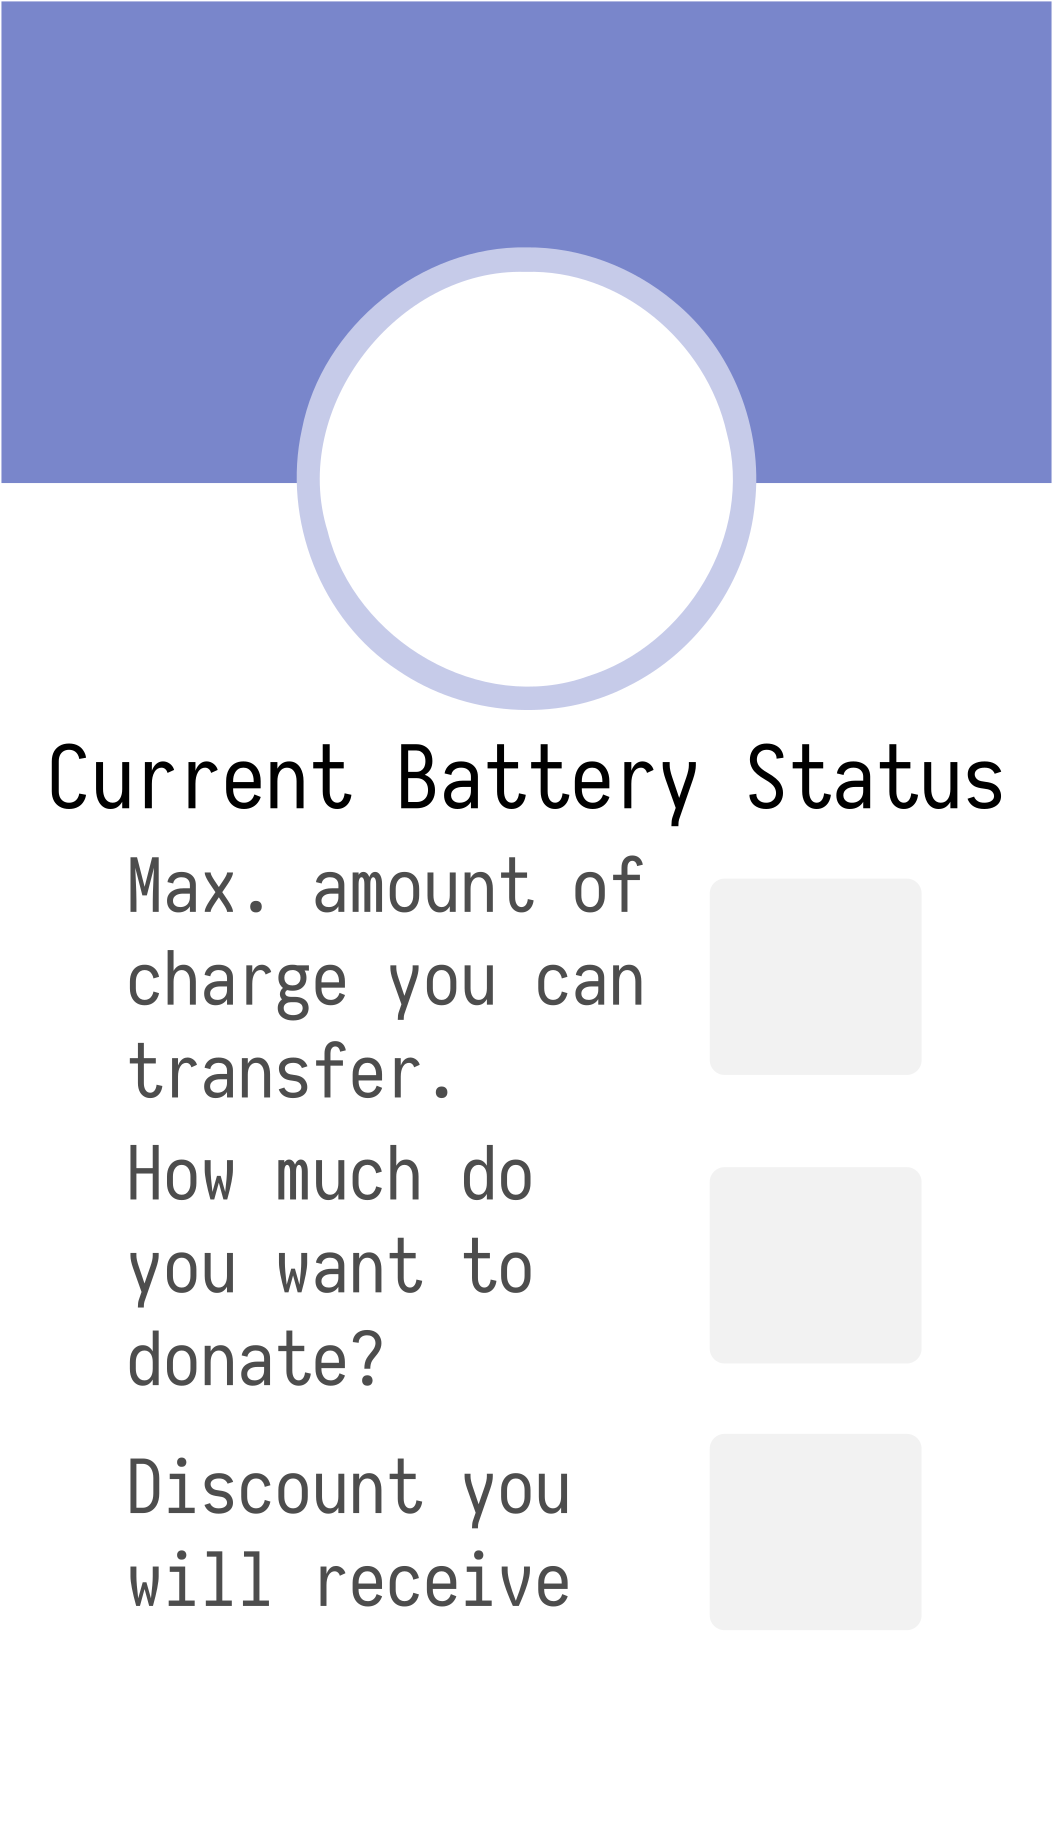 Current Battery Status
Max. amount of
charge you can
transfer.
How much do
you want to
donate?
Discount you
will receive